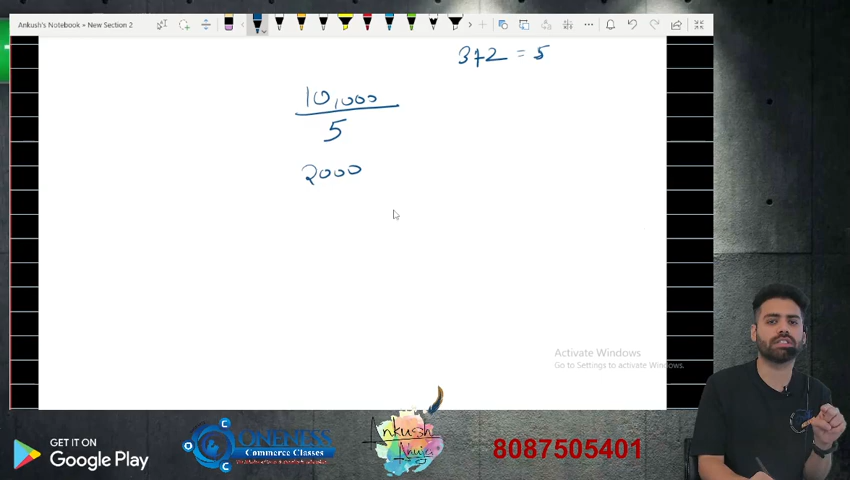 Ankush's Notebook • New Section 2
3+2 = 5
10,000
5
2000
Activate Windows
Go to Settings to activate Windows.
GET IT ON
Google Play
ONENESS
Commerce Classes
Ankush
Ahuja
8087505401